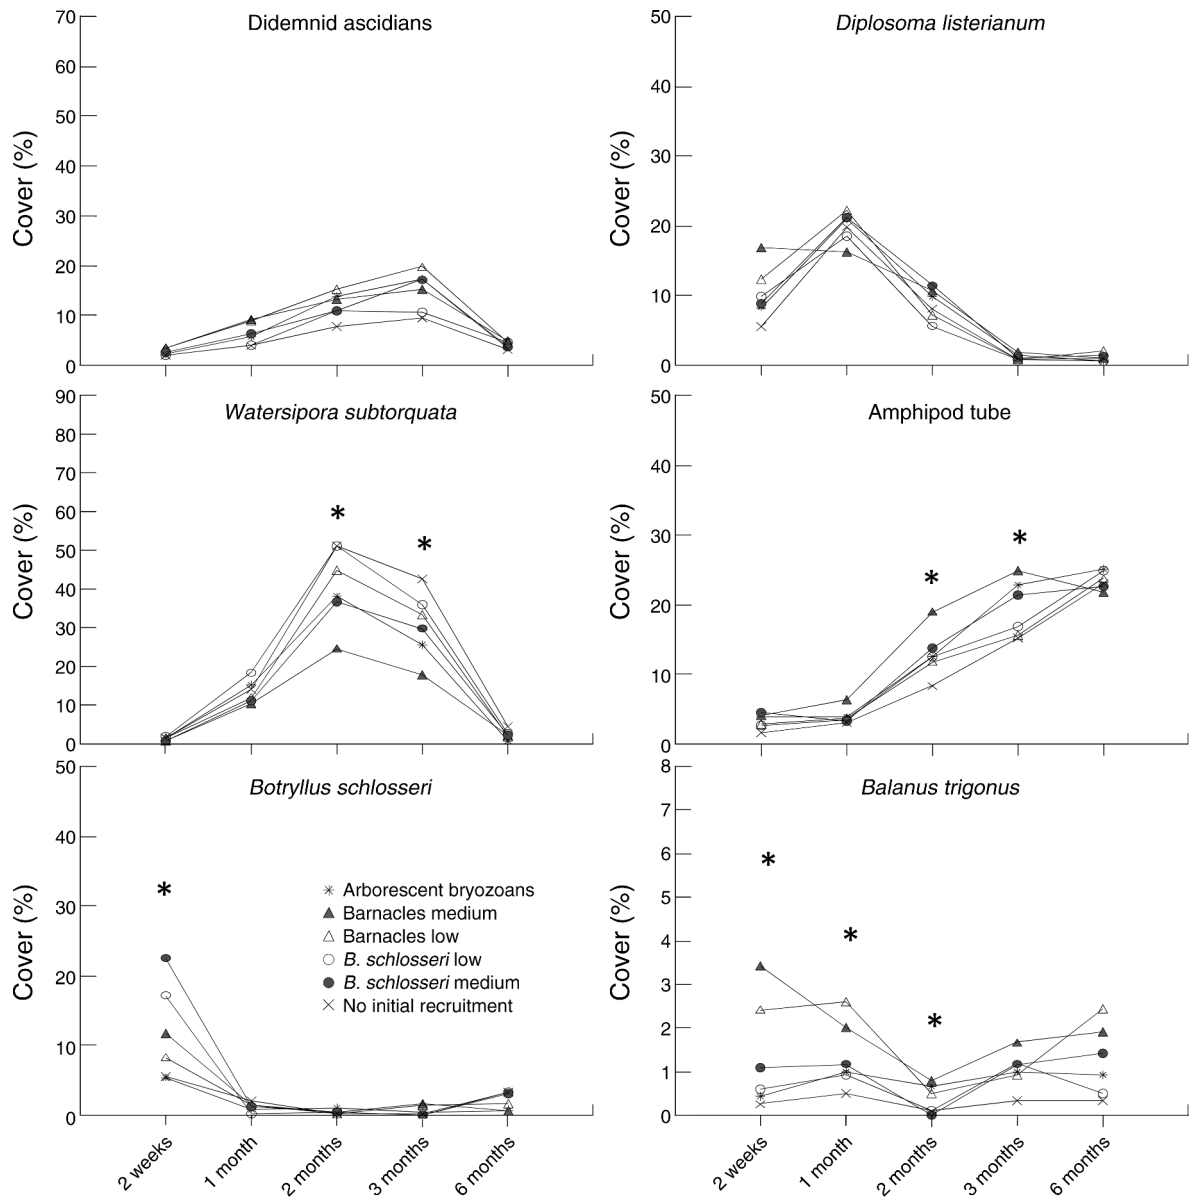 Didemnid ascidians
70
60
50
40
30
20
10
0
Cover (%)
Diplosoma listerianum
50
40
30
20
10
0
Cover (%)
Watersipora subtorquata
90
80
70
60
50
40
30
20
10
0
Cover (%)
*
*
Amphipod tube
50
40
30
20
10
0
Cover (%)
*
*
Botryllus schlosseri
50
40
30
20
10
0
Cover (%)
*
Arborescent bryozoans
Barnacles medium
Barnacles low
B. schlosseri low
B. schlosseri medium
No initial recruitment
2 weeks
1 month
2 months
3 months
6 months
Balanus trigonus
8
7
6
5
4
3
2
1
0
Cover (%)
*
*
*
2 weeks
1 month
2 months
3 months
6 months